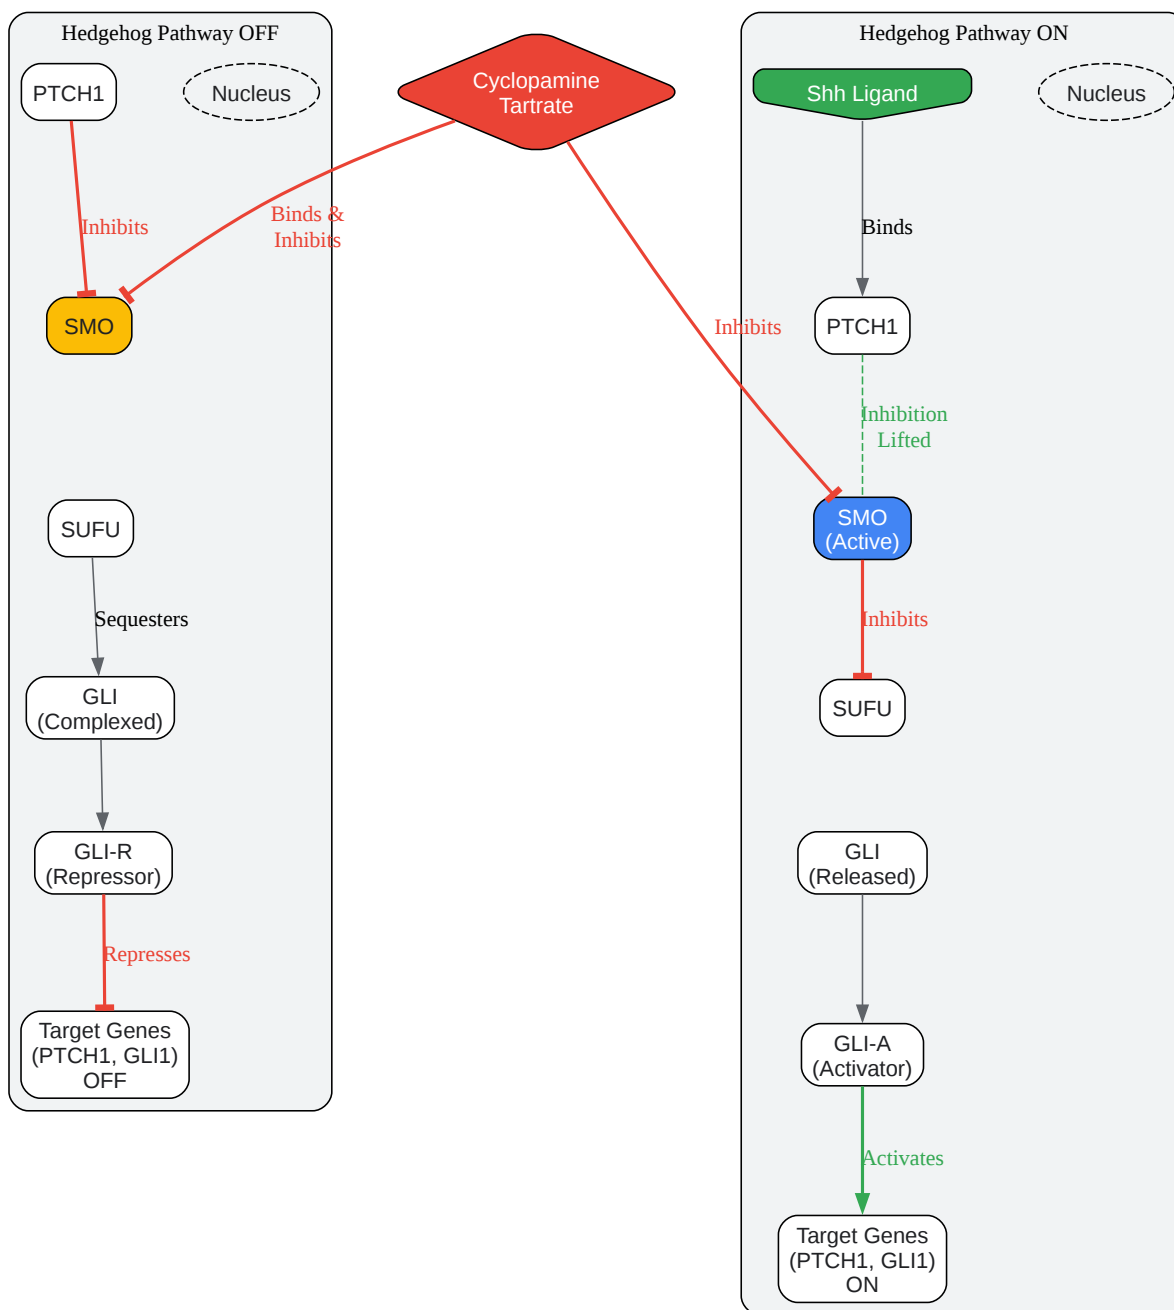 Hedgehog Pathway OFF
PTCH1
Nucleus
Inhibits
SMO
SUFU
Sequesters
GLI
(Complexed)
GLI-R
(Repressor)
Represses
Target Genes
(PTCH1, GLI1)
OFF
Cyclopamine
Tartrate
Binds &
Inhibits
Inhibits
Hedgehog Pathway ON
Shh Ligand
Nucleus
Binds
PTCH1
Inhibition
Lifted
SMO
(Active)
Inhibits
SUFU
GLI
(Released)
GLI-A
(Activator)
Activates
Target Genes
(PTCH1, GLI1)
ON